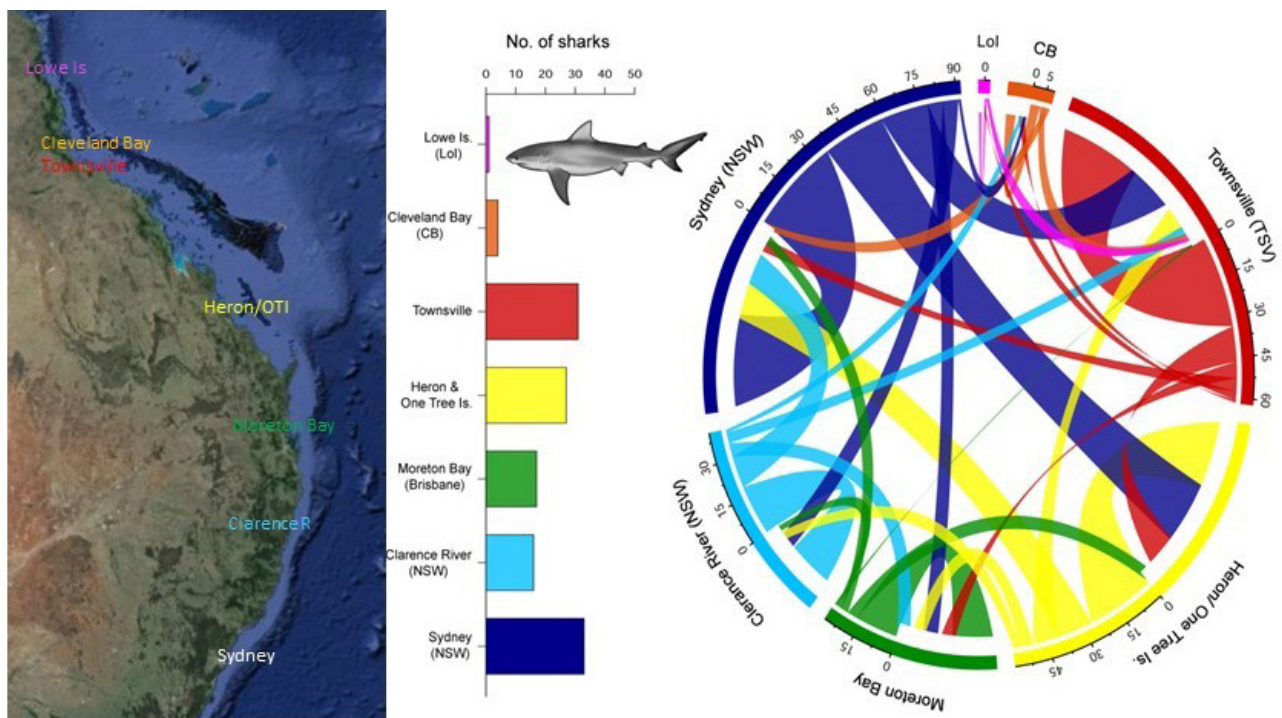 Lowe Is
Cleveland Bay
Townsville
Heron/OTI
Moreton Bay
Clarence R
Sydney
No. of sharks
0 10 20 30 40 50
Lowe Is.
(LoI)
Cleveland Bay
(CB)
Townsville
Heron &
One Tree Is.
Moreton Bay
(Brisbane)
Clarence River
(NSW)
Sydney
(NSW)
LoI
0
CB
0 5
Townsville (TSV)
0 15 30 45 60
Heron/ One Tree Is.
0 15 30 45
Moreton Bay
0 15
Clerance River (NSW)
0 15 30
Sydney (NSW)
0 15 30 45 60 75 90